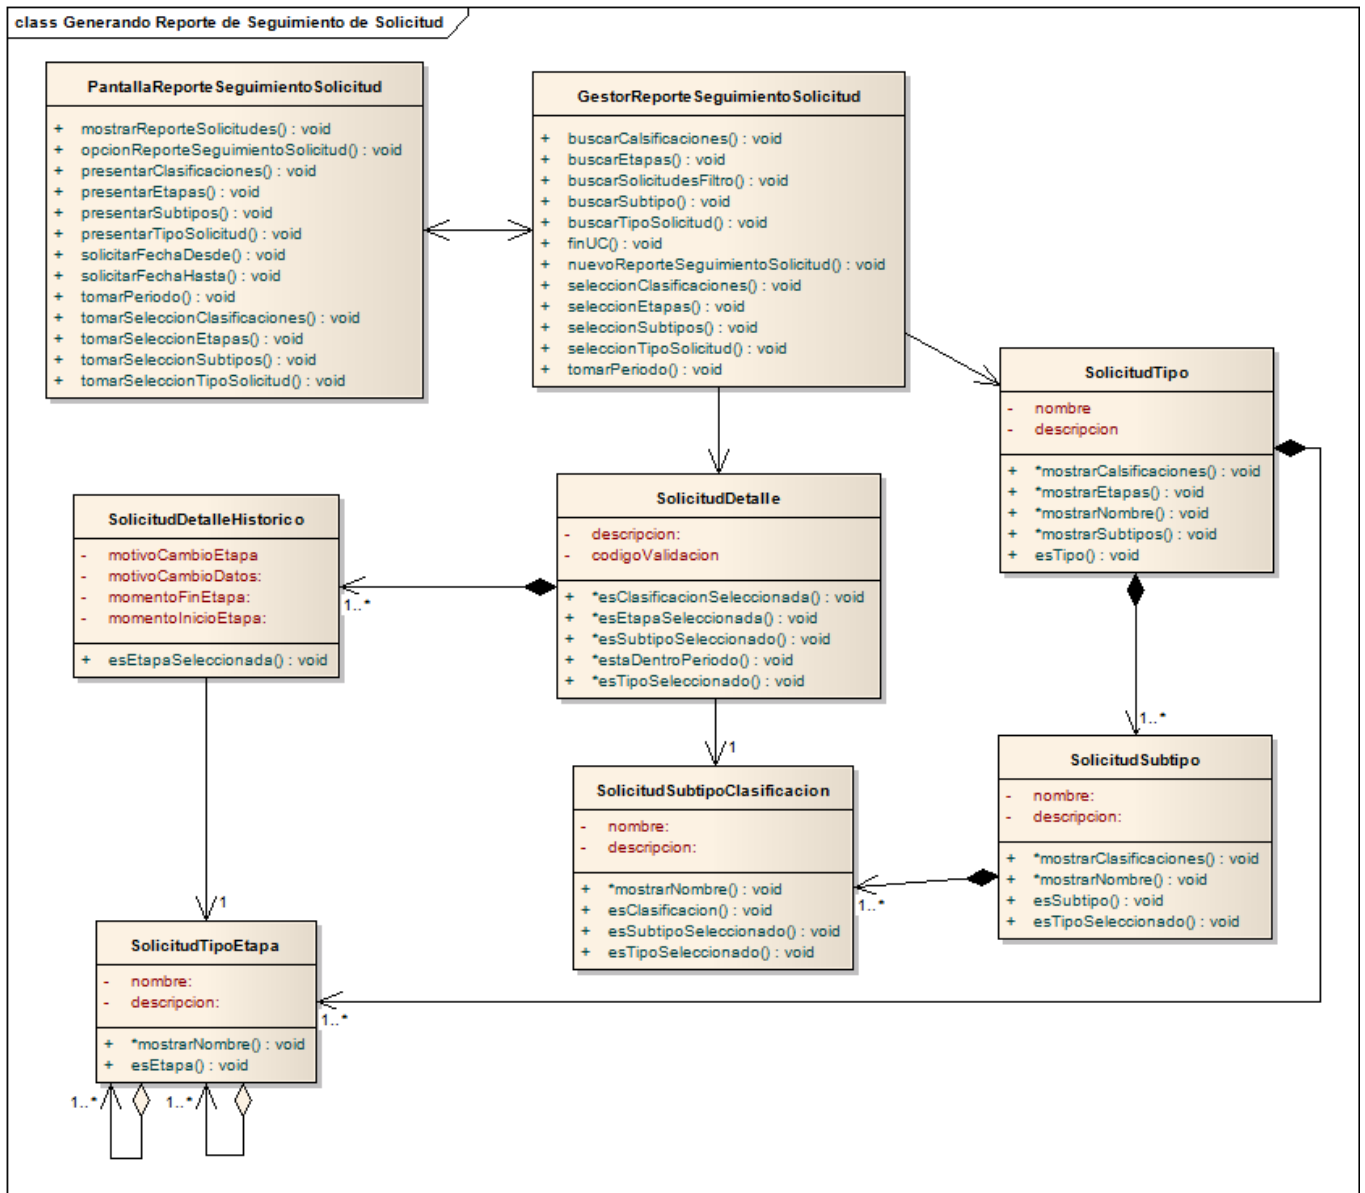 class Generando Reporte de Seguimiento de Solicitud
PantallaReporteSeguimientoSolicitud
+ mostrarReporteSolicitudes() : void
+ opcionReporteSeguimientoSolicitud() : void
+ presentarClasificaciones() : void
+ presentarEtapas() : void
+ presentarSubtipos() : void
+ presentarTipoSolicitud() : void
+ solicitarFechaDesde() : void
+ solicitarFechaHasta() : void
+ tomarPeriodo() : void
+ tomarSeleccionClasificaciones() : void
+ tomarSeleccionEtapas() : void
+ tomarSeleccionSubtipos() : void
+ tomarSeleccionTipoSolicitud() : void
GestorReporteSeguimientoSolicitud
+ buscarCalsificaciones() : void
+ buscarEtapas() : void
+ buscarSolicitudesFiltro() : void
+ buscarSubtipo() : void
+ buscarTipoSolicitud() : void
+ finUC() : void
+ nuevoReporteSeguimientoSolicitud() : void
+ seleccionClasificaciones() : void
+ seleccionEtapas() : void
+ seleccionSubtipos() : void
+ seleccionTipoSolicitud() : void
+ tomarPeriodo() : void
SolicitudTipo
- nombre
- descripcion
+ *mostrarCalsificaciones() : void
+ *mostrarEtapas() : void
+ *mostrarNombre() : void
+ *mostrarSubtipos() : void
+ esTipo() : void
SolicitudDetalleHistorico
- motivoCambioEtapa
- motivoCambioDatos:
- momentoFinEtapa:
- momentoInicioEtapa:
+ esEtapaSeleccionada() : void
1..*
SolicitudDetalle
- descripcion:
- codigoValidacion
+ *esClasificacionSeleccionada() : void
+ *esEtapaSeleccionada() : void
+ *esSubtipoSeleccionado() : void
+ *estaDentroPeriodo() : void
+ *esTipoSeleccionado() : void
1
1..*
SolicitudSubtipoClasificacion
- nombre:
- descripcion:
+ *mostrarNombre() : void
+ esClasificacion() : void
+ esSubtipoSeleccionado() : void
+ esTipoSeleccionado() : void
1..*
SolicitudSubtipo
- nombre:
- descripcion:
+ *mostrarClasificaciones() : void
+ *mostrarNombre() : void
+ esSubtipo() : void
+ esTipoSeleccionado() : void
1
SolicitudTipoEtapa
- nombre:
- descripcion:
+ *mostrarNombre() : void
+ esEtapa() : void
1..*
1..*
1..*